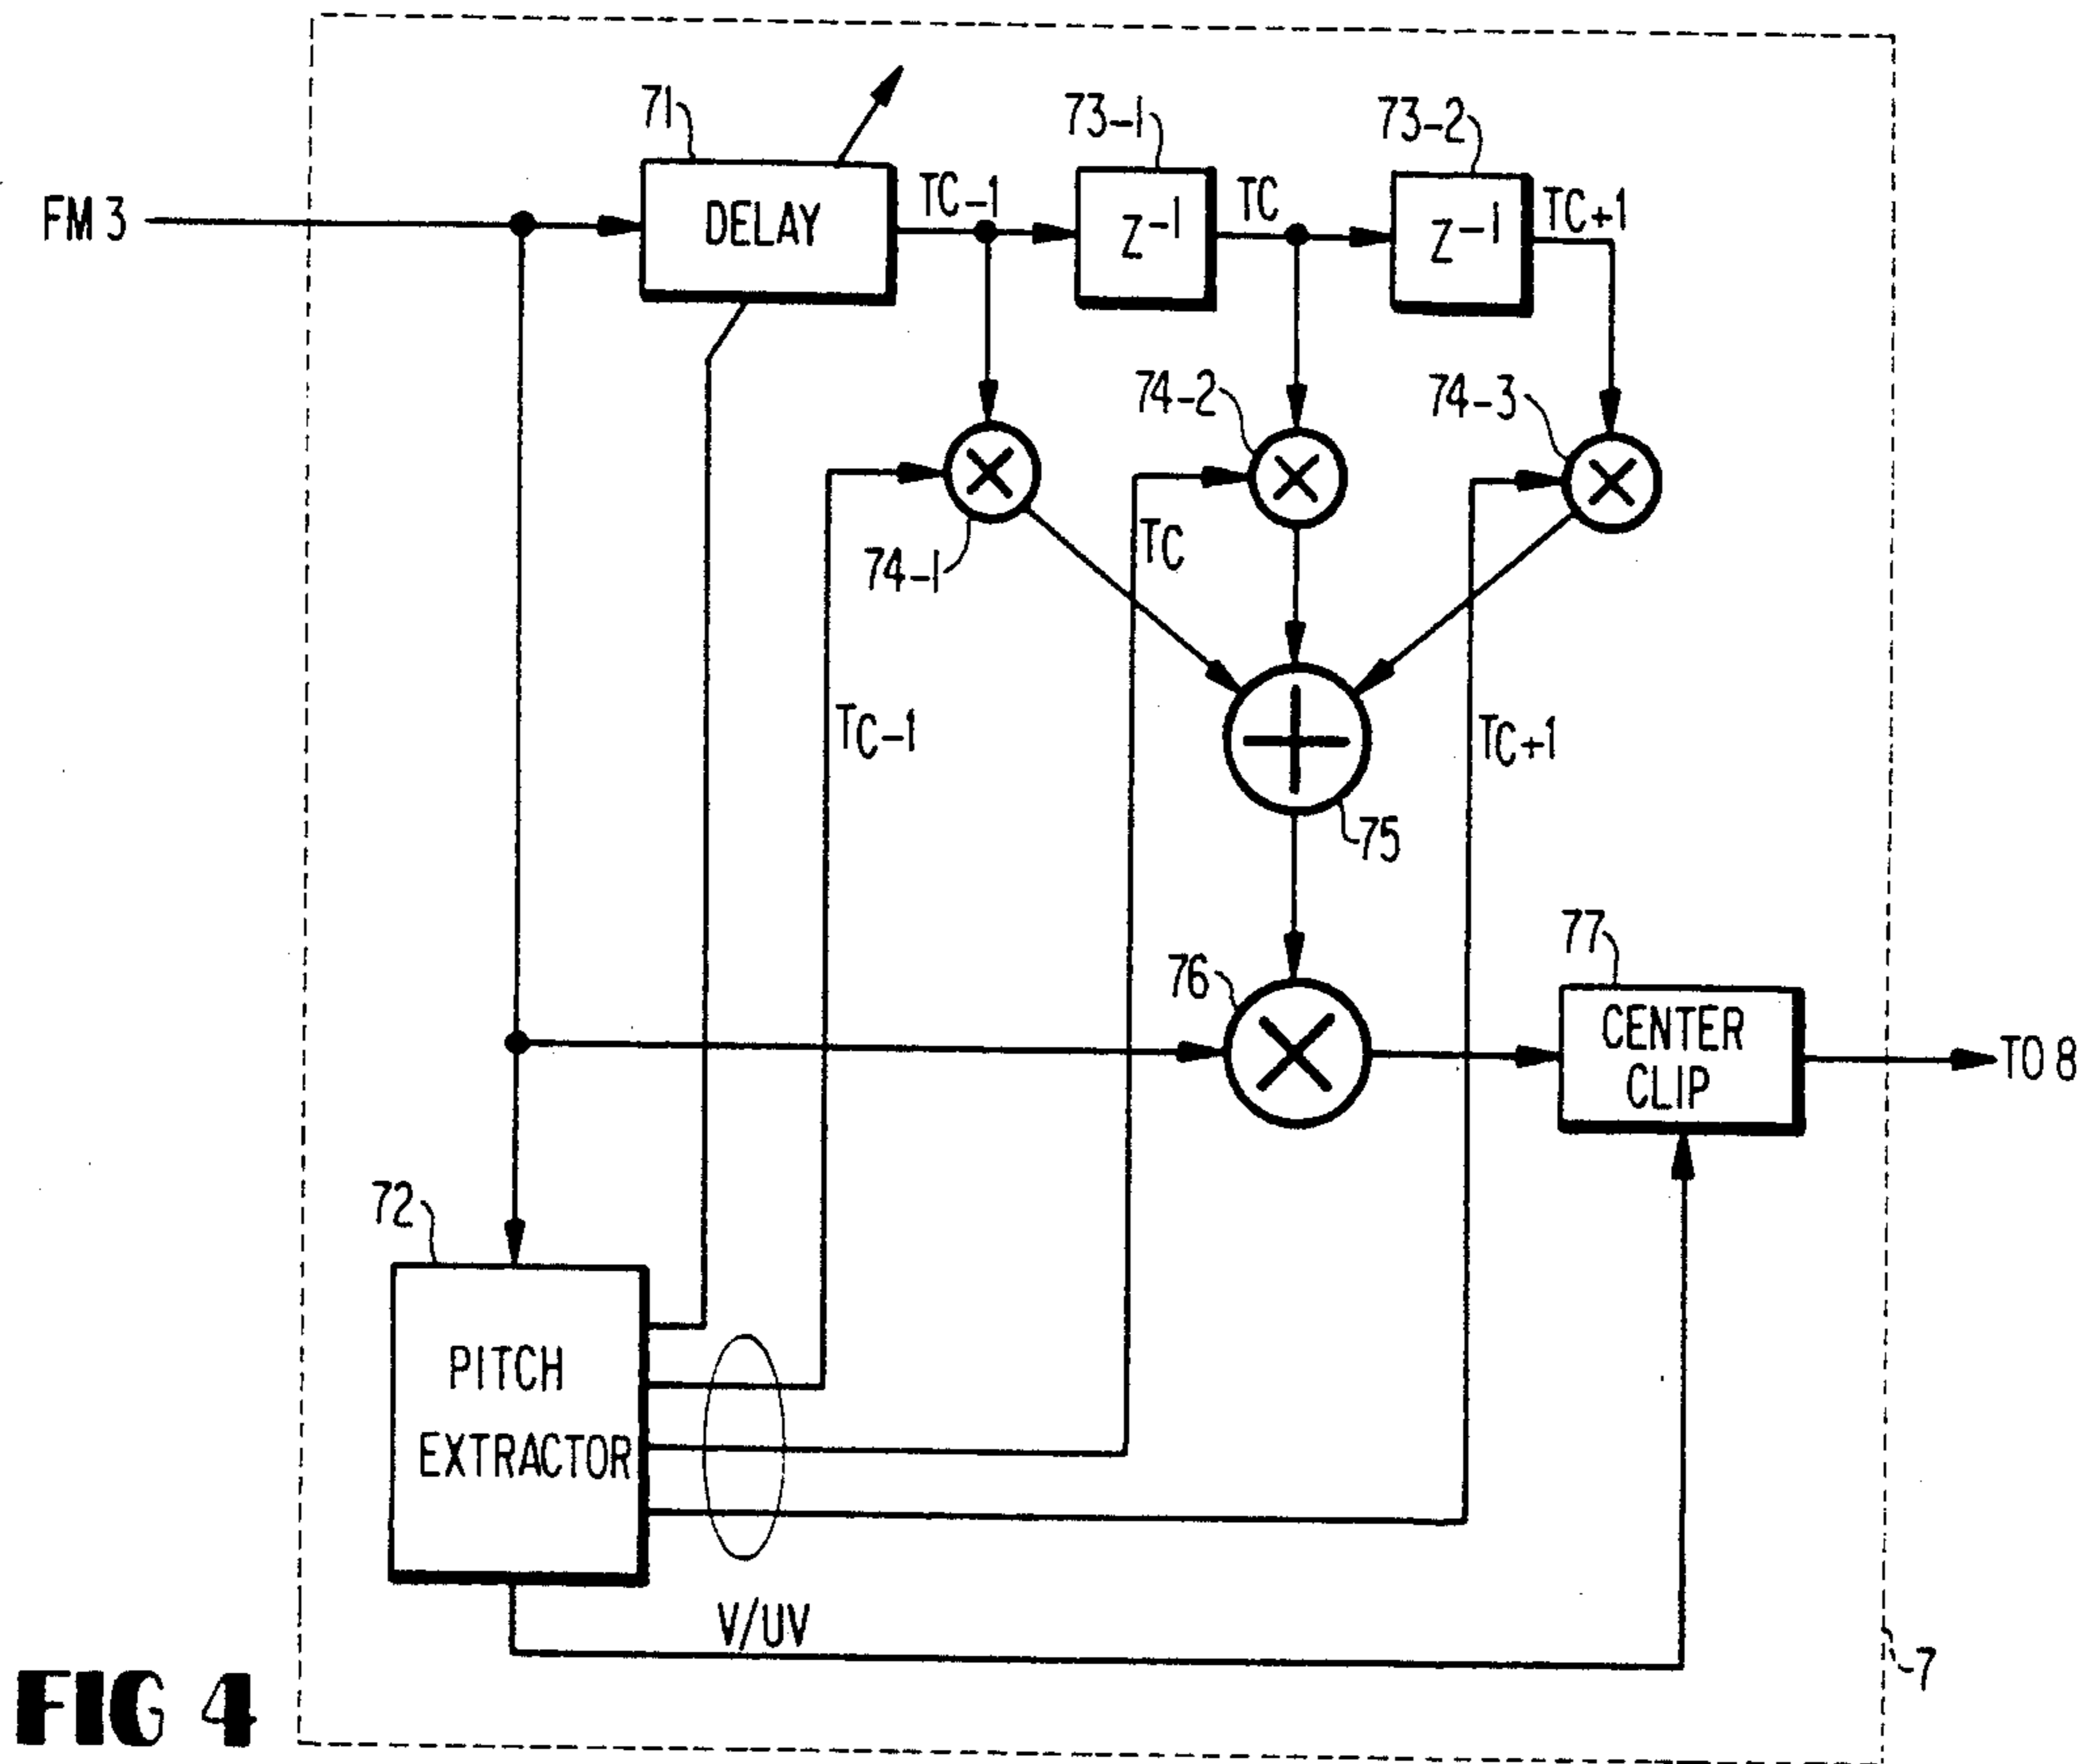 71
73-1
73-2
FM 3
DELAY
TC-1
Z-1
TC
Z-1
TC+1
74-2
74-3
74-1
TC
TC-1
TC+1
75
76
77
CENTER
CLIP
TO 8
72
PITCH
EXTRACTOR
V/UV
7
FIG 4